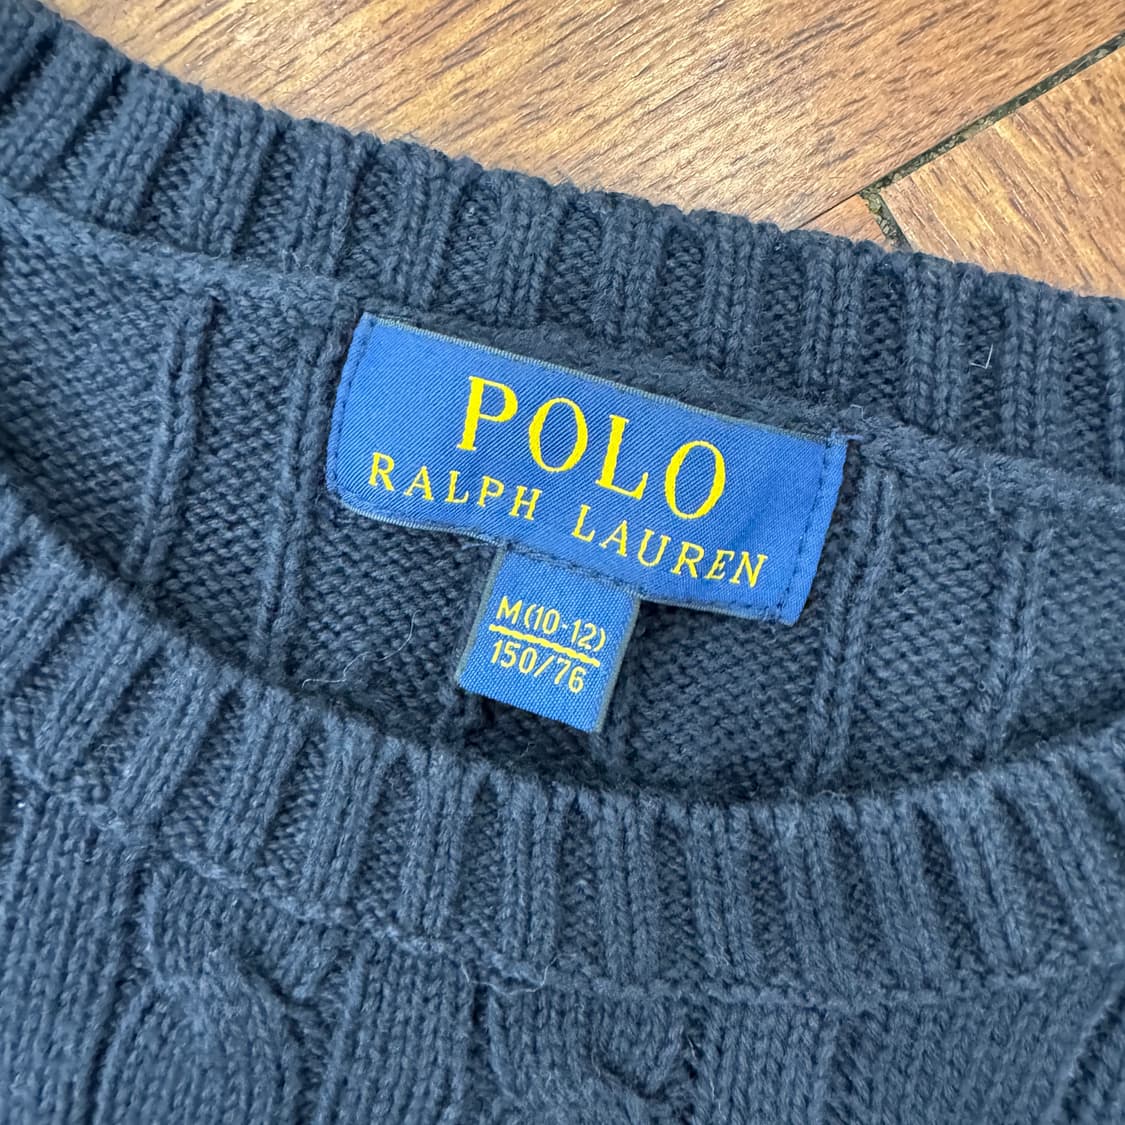 POLO
RALPH LAUREN
M(10-12)
150/76